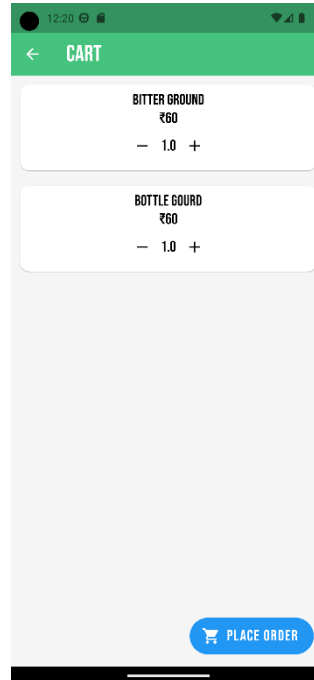 12:20
CART
BITTER GROUND
₹60
— 1.0 +
BOTTLE GOURD
₹60
— 1.0 +
PLACE ORDER